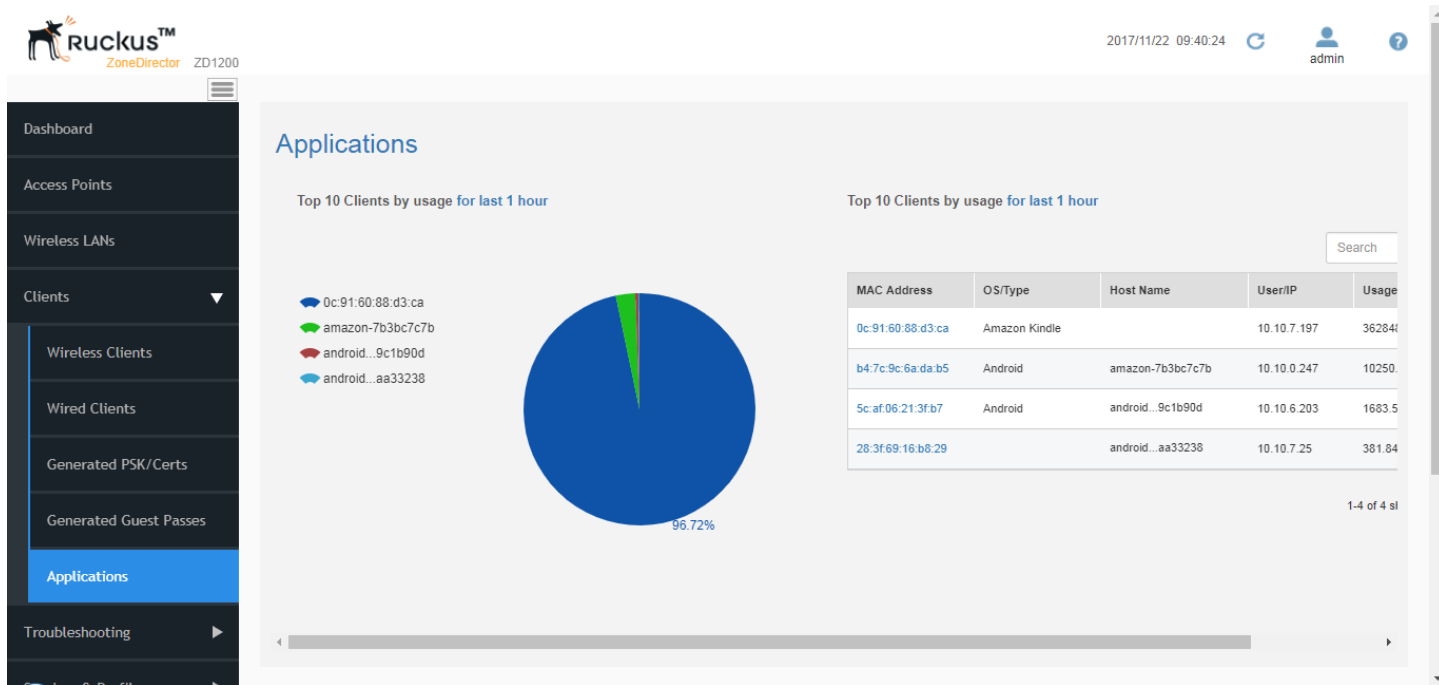 Ruckus™
ZoneDirector ZD1200
2017/11/22 09:40:24
admin
Dashboard
Access Points
Wireless LANs
Clients
Wireless Clients
Wired Clients
Generated PSK/Certs
Generated Guest Passes
Applications
Troubleshooting
Applications
Top 10 Clients by usage for last 1 hour
0c:91:60:88:d3:ca
amazon-7b3bc7c7b
android...9c1b90d
android...aa33238
96.72%
Top 10 Clients by usage for last 1 hour
Search
MAC Address OS/Type Host Name User/IP Usage
0c:91:60:88:d3:ca Amazon Kindle 10.10.7.197 362848
b4:7c:9c:6a:da:b5 Android amazon-7b3bc7c7b 10.10.0.247 10250.
5c:af:06:21:3f:b7 Android android...9c1b90d 10.10.6.203 1683.5
28:3f:69:16:b8:29 android...aa33238 10.10.7.25 381.84
1-4 of 4